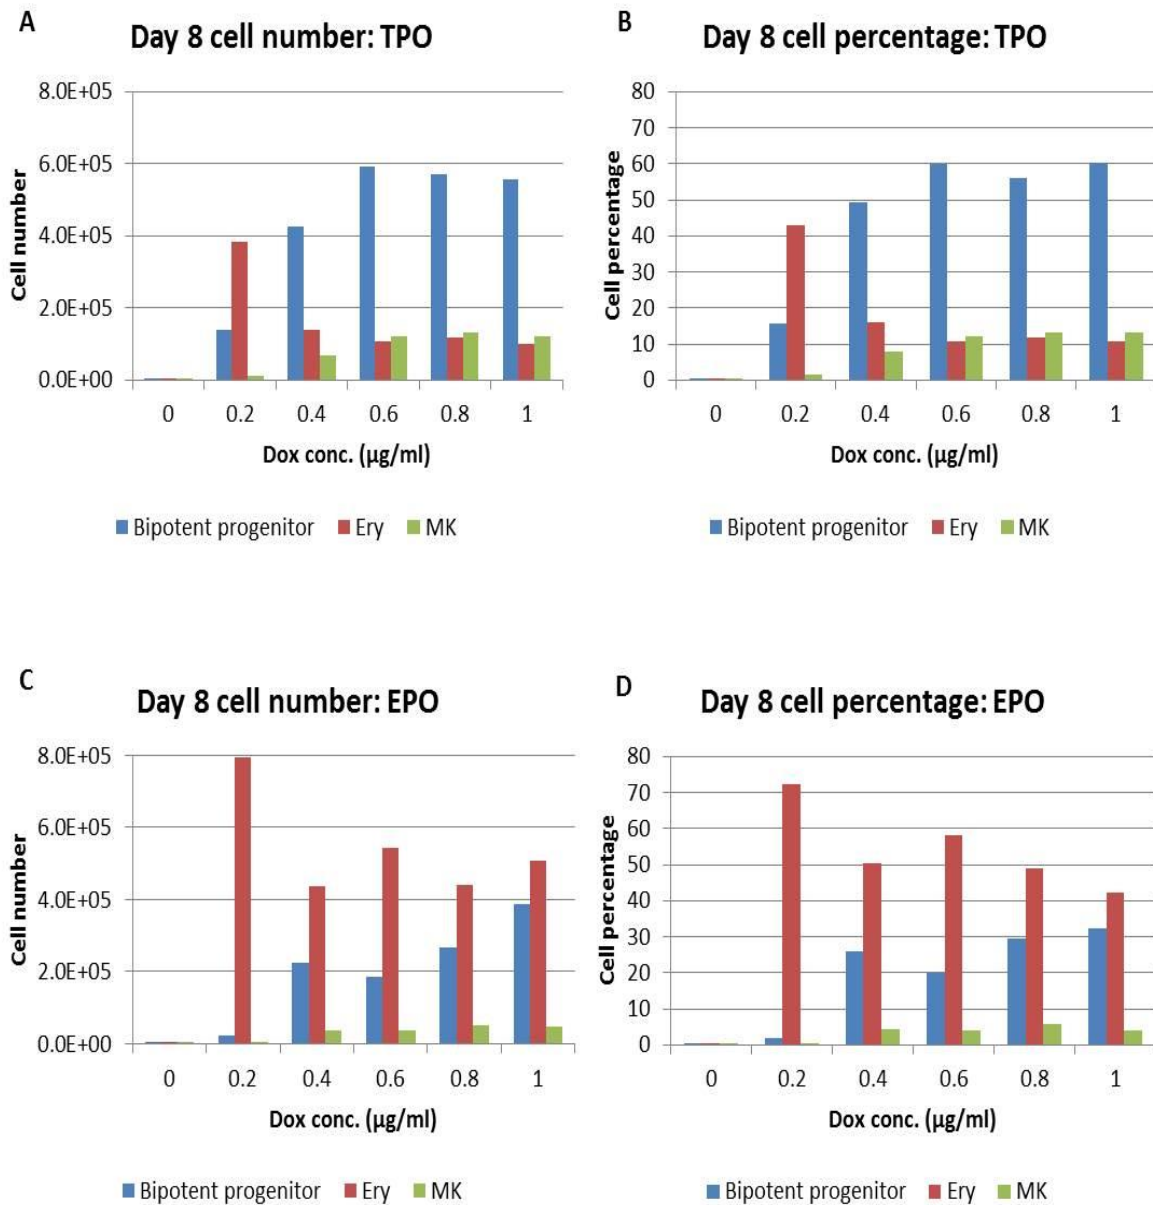 A
Day 8 cell number: TPO
8.0E+05
6.0E+05
4.0E+05
2.0E+05
0.0E+00
Cell number
0 0.2 0.4 0.6 0.8 1
Dox conc. (µg/ml)
Bipotent progenitor Ery MK
B
Day 8 cell percentage: TPO
80
70
60
50
40
30
20
10
0
Cell percentage
0 0.2 0.4 0.6 0.8 1
Dox conc. (µg/ml)
Bipotent progenitor Ery MK
C
Day 8 cell number: EPO
8.0E+05
6.0E+05
4.0E+05
2.0E+05
0.0E+00
Cell number
0 0.2 0.4 0.6 0.8 1
Dox conc. (µg/ml)
Bipotent progenitor Ery MK
D
Day 8 cell percentage: EPO
80
70
60
50
40
30
20
10
0
Cell percentage
0 0.2 0.4 0.6 0.8 1
Dox conc. (µg/ml)
Bipotent progenitor Ery MK